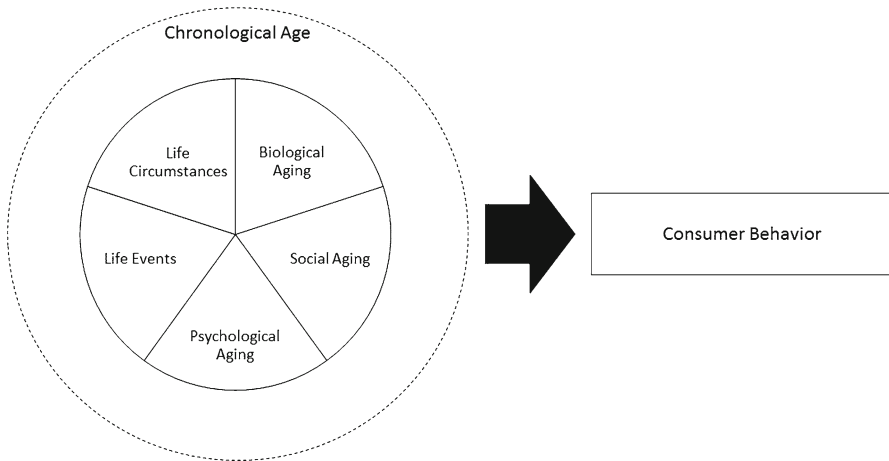 Chronological Age
Life
Circumstances
Biological
Aging
Life Events
Social Aging
Psychological
Aging
Consumer Behavior